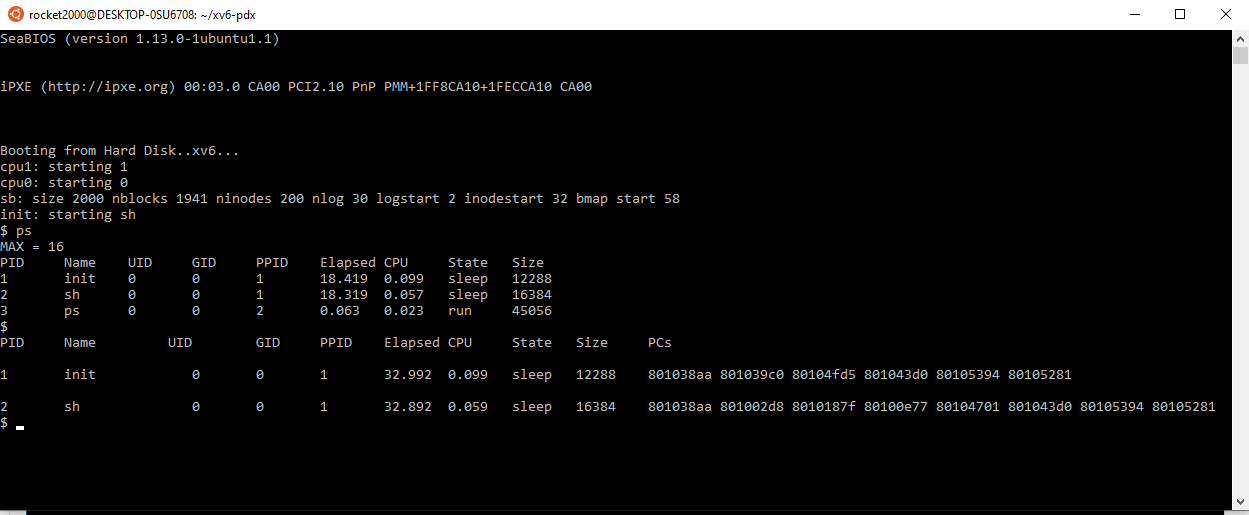 rocket2000@DESKTOP-0SU6708: ~/xv6-pdx
SeaBIOS (version 1.13.0-1ubuntu1.1)
iPXE (http://ipxe.org) 00:03.0 CA00 PCI2.10 PnP PMM+1FF8CA10+1FECCA10 CA00
Booting from Hard Disk..xv6...
cpu1: starting 1
cpu0: starting 0
sb: size 2000 nblocks 1941 ninodes 200 nlog 30 logstart 2 inodestart 32 bmap start 58
init: starting sh
$ ps
MAX = 16
PID Name UID GID PPID Elapsed CPU State Size
1 init 0 0 1 18.419 0.099 sleep 12288
2 sh 0 0 1 18.319 0.057 sleep 16384
3 ps 0 0 2 0.063 0.023 run 45056
$
PID Name UID GID PPID Elapsed CPU State Size PCs
1 init 0 0 1 32.992 0.099 sleep 12288 801038aa 801039c0 80104fd5 801043d0 80105394 80105281
2 sh 0 0 1 32.892 0.059 sleep 16384 801038aa 801002d8 8010187f 80100e77 80104701 801043d0 80105394 80105281
$